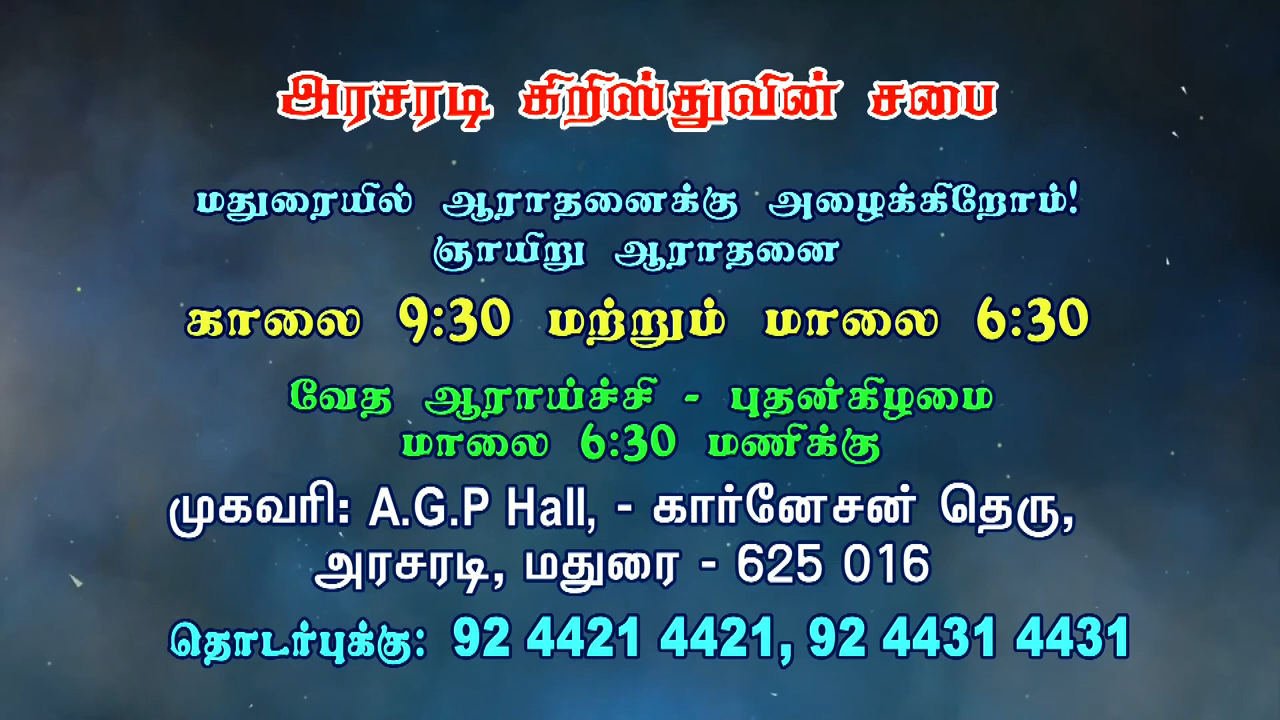 அரசரடி கிறிஸ்துவின் சபை
மதுரையில் ஆராதனைக்கு அழைக்கிறோம்!
ஞாயிறு ஆராதனை
காலை 9:30 மற்றும் மாலை 6:30
வேத ஆராய்ச்சி - புதன்கிழமை
மாலை 6:30 மணிக்கு
முகவரி: A.G.P Hall, - கார்னேசன் தெரு,
அரசரடி, மதுரை - 625 016
தொடர்புக்கு: 92 4421 4421, 92 4431 4431